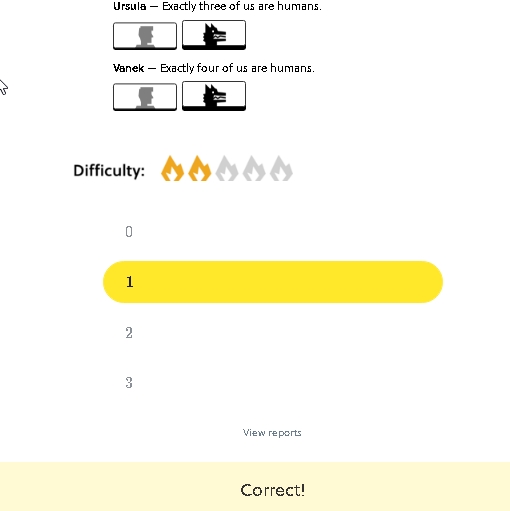 Ursula — Exactly three of us are humans.
Vanek — Exactly four of us are humans.
Difficulty:
0
1
2
3
View reports
Correct!